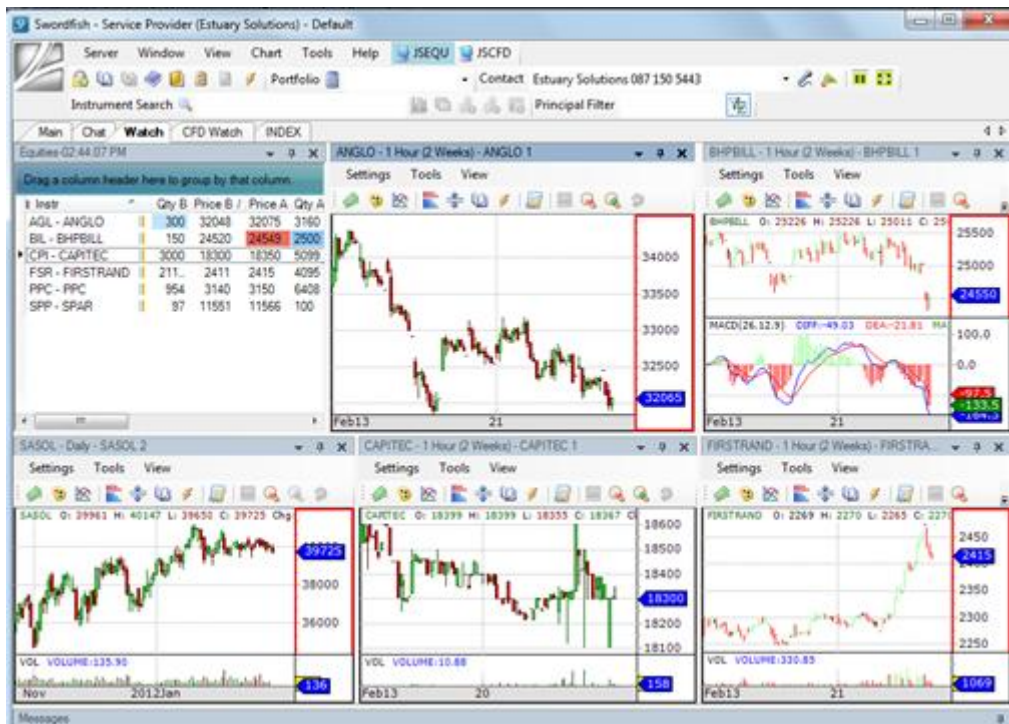 Swordfish - Service Provider (Estuary Solutions) - Default
Server Window View Chart Tools Help JSEQU JSCFD
Portfolio Contact Estuary Solutions 087 150 5443
Instrument Search Principal Filter
Main Chat Watch CFD Watch INDEX
Equities-02:44:07 PM
Drag a column header here to group by that column.
Instr Qty B Price B / Price A Qty A
AGL - ANGLO 300 32048 32075 3160
BIL - BHPBILL 150 24520 24549 2500
CPI - CAPITEC 3000 18300 18350 5099
FSR - FIRSTRAND 211... 2411 2415 4095
PPC - PPC 954 3140 3150 6408
SPP - SPAR 97 11551 11566 100
ANGLO - 1 Hour (2 Weeks) - ANGLO 1
Settings Tools View
34000
33500
33000
32500
32065
Feb13 21
BHPBILL - 1 Hour (2 Weeks) - BHPBILL 1
Settings Tools View
BHPBILL O: 25226 H: 25226 L: 25011 C:
25500
25000
24550
MACD(26,12,9) DIFF:-49.03 DEA:-21.81 MA
100.0
0.0
-97.5
-133.5
Feb13 21
SASOL - Daily - SASOL 2
Settings Tools View
SASOL O: 39961 H: 40147 L: 39650 C: 39725 Chg
39725
38000
36000
VOL VOLUME:135.90
136
Nov 2012Jan
CAPITEC - 1 Hour (2 Weeks) - CAPITEC 1
Settings Tools View
CAPITEC O: 18399 H: 18399 L: 18355 C: 18367
18600
18500
18400
18300
18200
18100
VOL VOLUME:10.88
158
Feb13 20
FIRSTRAND - 1 Hour (2 Weeks) - FIRSTRA...
Settings Tools View
FIRSTRAND O: 2269 H: 2270 L: 2265 C: 227
2450
2415
2300
2250
VOL VOLUME:330.85
1069
Feb13 21
Messages